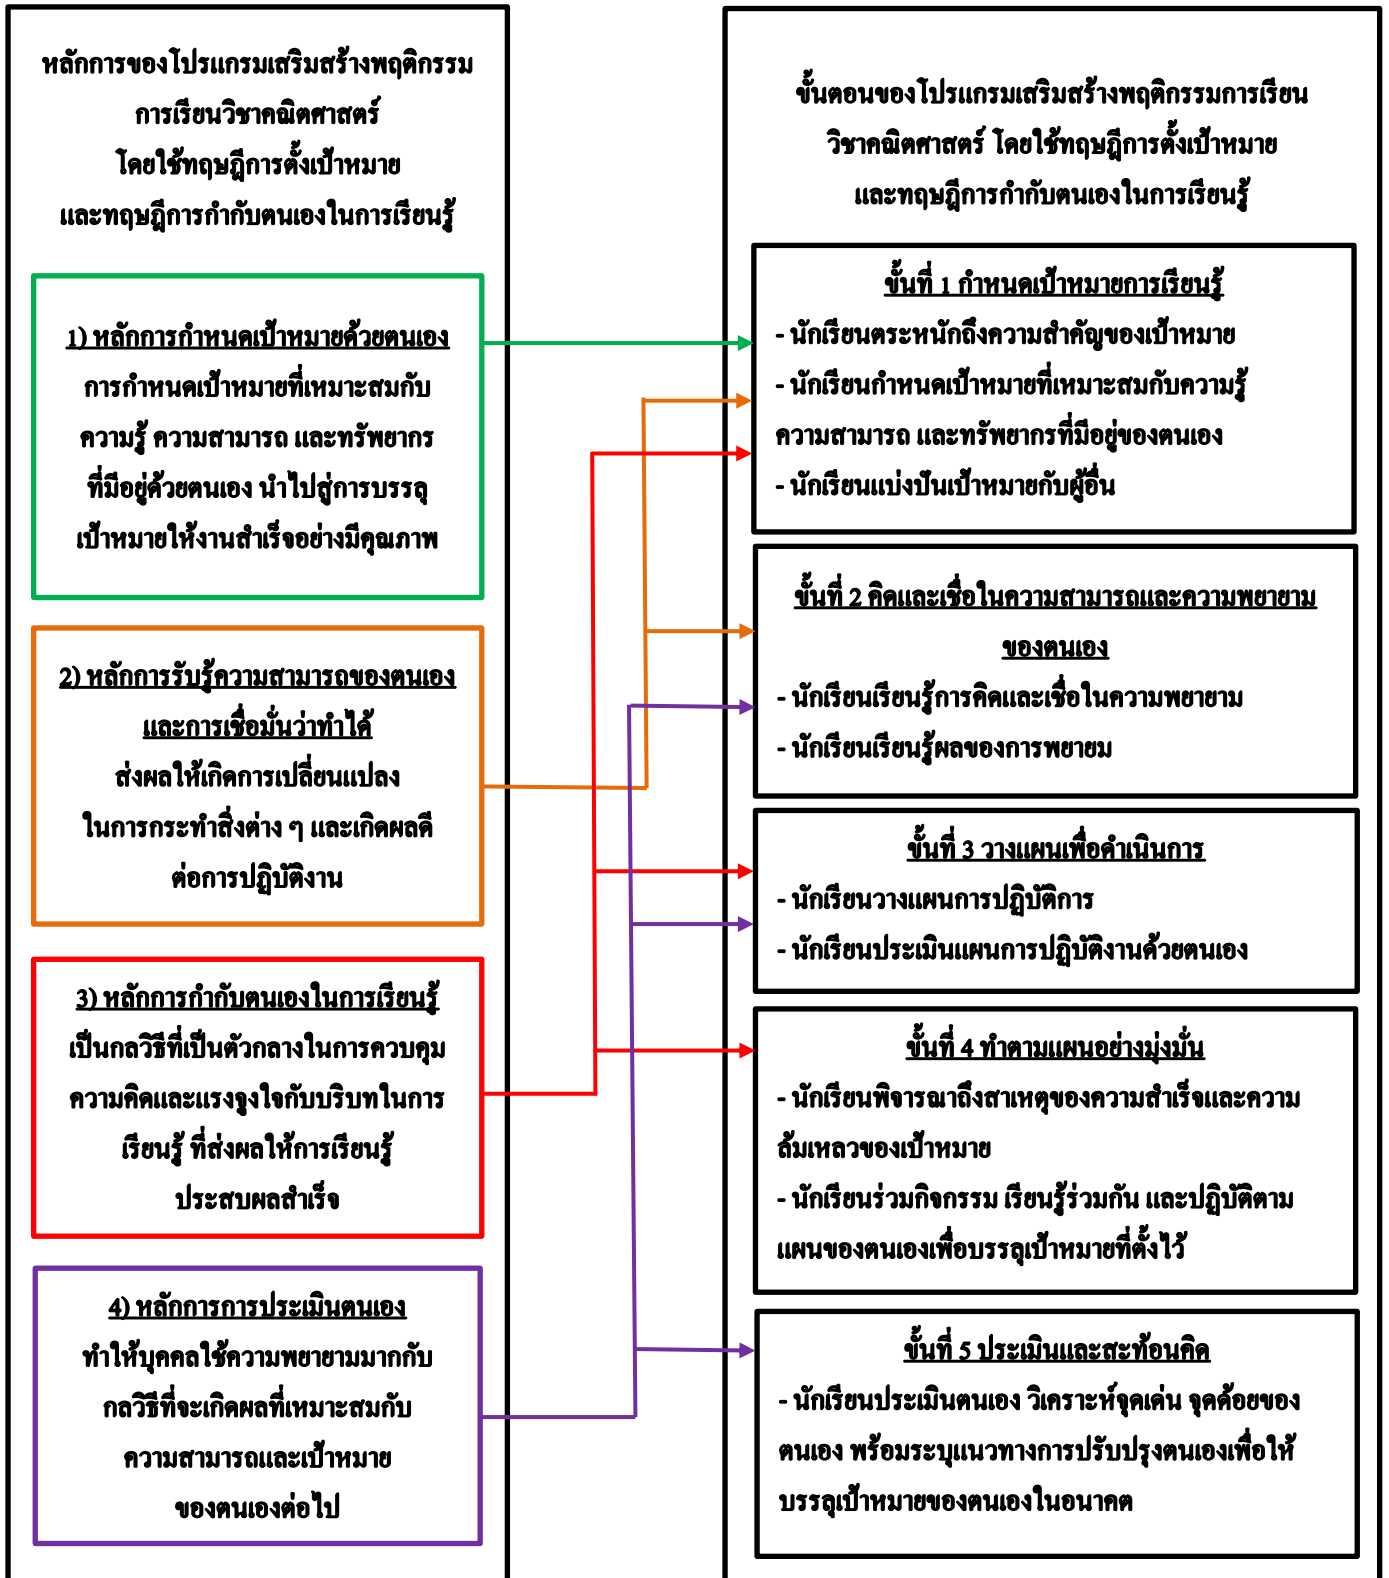 หลักการของโปรแกรมเสริมสร้างพฤติกรรม
การเรียนวิชาคณิตศาสตร์
โดยใช้ทฤษฎีการตั้งเป้าหมาย
และทฤษฎีการกำกับตนเองในการเรียนรู้
1) หลักการกำหนดเป้าหมายด้วยตนเอง
การกำหนดเป้าหมายที่เหมาะสมกับ
ความรู้ ความสามารถ และทรัพยากร
ที่มีอยู่ด้วยตนเอง นำไปสู่การบรรลุ
เป้าหมายให้งานสำเร็จอย่างมีคุณภาพ
2) หลักการรับรู้ความสามารถของตนเอง
และการเชื่อมั่นว่าทำได้
ส่งผลให้เกิดการเปลี่ยนแปลง
ในการกระทำสิ่งต่าง ๆ และเกิดผลดี
ต่อการปฏิบัติงาน
3) หลักการกำกับตนเองในการเรียนรู้
เป็นกลวิธีที่เป็นตัวกลางในการควบคุม
ความคิดและแรงจูงใจกับบริบทในการ
เรียนรู้ ที่ส่งผลให้การเรียนรู้
ประสบผลสำเร็จ
4) หลักการการประเมินตนเอง
ทำให้บุคคลใช้ความพยายามมากกับ
กลวิธีที่จะเกิดผลที่เหมาะสมกับ
ความสามารถและเป้าหมาย
ของตนเองต่อไป
ขั้นตอนของโปรแกรมเสริมสร้างพฤติกรรมการเรียน
วิชาคณิตศาสตร์ โดยใช้ทฤษฎีการตั้งเป้าหมาย
และทฤษฎีการกำกับตนเองในการเรียนรู้
ขั้นที่ 1 กำหนดเป้าหมายการเรียนรู้
- นักเรียนตระหนักถึงความสำคัญของเป้าหมาย
- นักเรียนกำหนดเป้าหมายที่เหมาะสมกับความรู้
ความสามารถ และทรัพยากรที่มีอยู่ของตนเอง
- นักเรียนแบ่งปันเป้าหมายกับผู้อื่น
ขั้นที่ 2 คิดและเชื่อในความสามารถและความพยายาม
ของตนเอง
- นักเรียนเรียนรู้การคิดและเชื่อในความพยายาม
- นักเรียนเรียนรู้ผลของการพยายม
ขั้นที่ 3 วางแผนเพื่อดำเนินการ
- นักเรียนวางแผนการปฏิบัติการ
- นักเรียนประเมินแผนการปฏิบัติงานด้วยตนเอง
ขั้นที่ 4 ทำตามแผนอย่างมุ่งมั่น
- นักเรียนพิจารณาถึงสาเหตุของความสำเร็จและความ
ล้มเหลวของเป้าหมาย
- นักเรียนร่วมกิจกรรม เรียนรู้ร่วมกัน และปฏิบัติตาม
แผนของตนเองเพื่อบรรลุเป้าหมายที่ตั้งไว้
ขั้นที่ 5 ประเมินและสะท้อนคิด
- นักเรียนประเมินตนเอง วิเคราะห์จุดเด่น จุดด้อยของ
ตนเอง พร้อมระบุแนวทางการปรับปรุงตนเองเพื่อให้
บรรลุเป้าหมายของตนเองในอนาคต